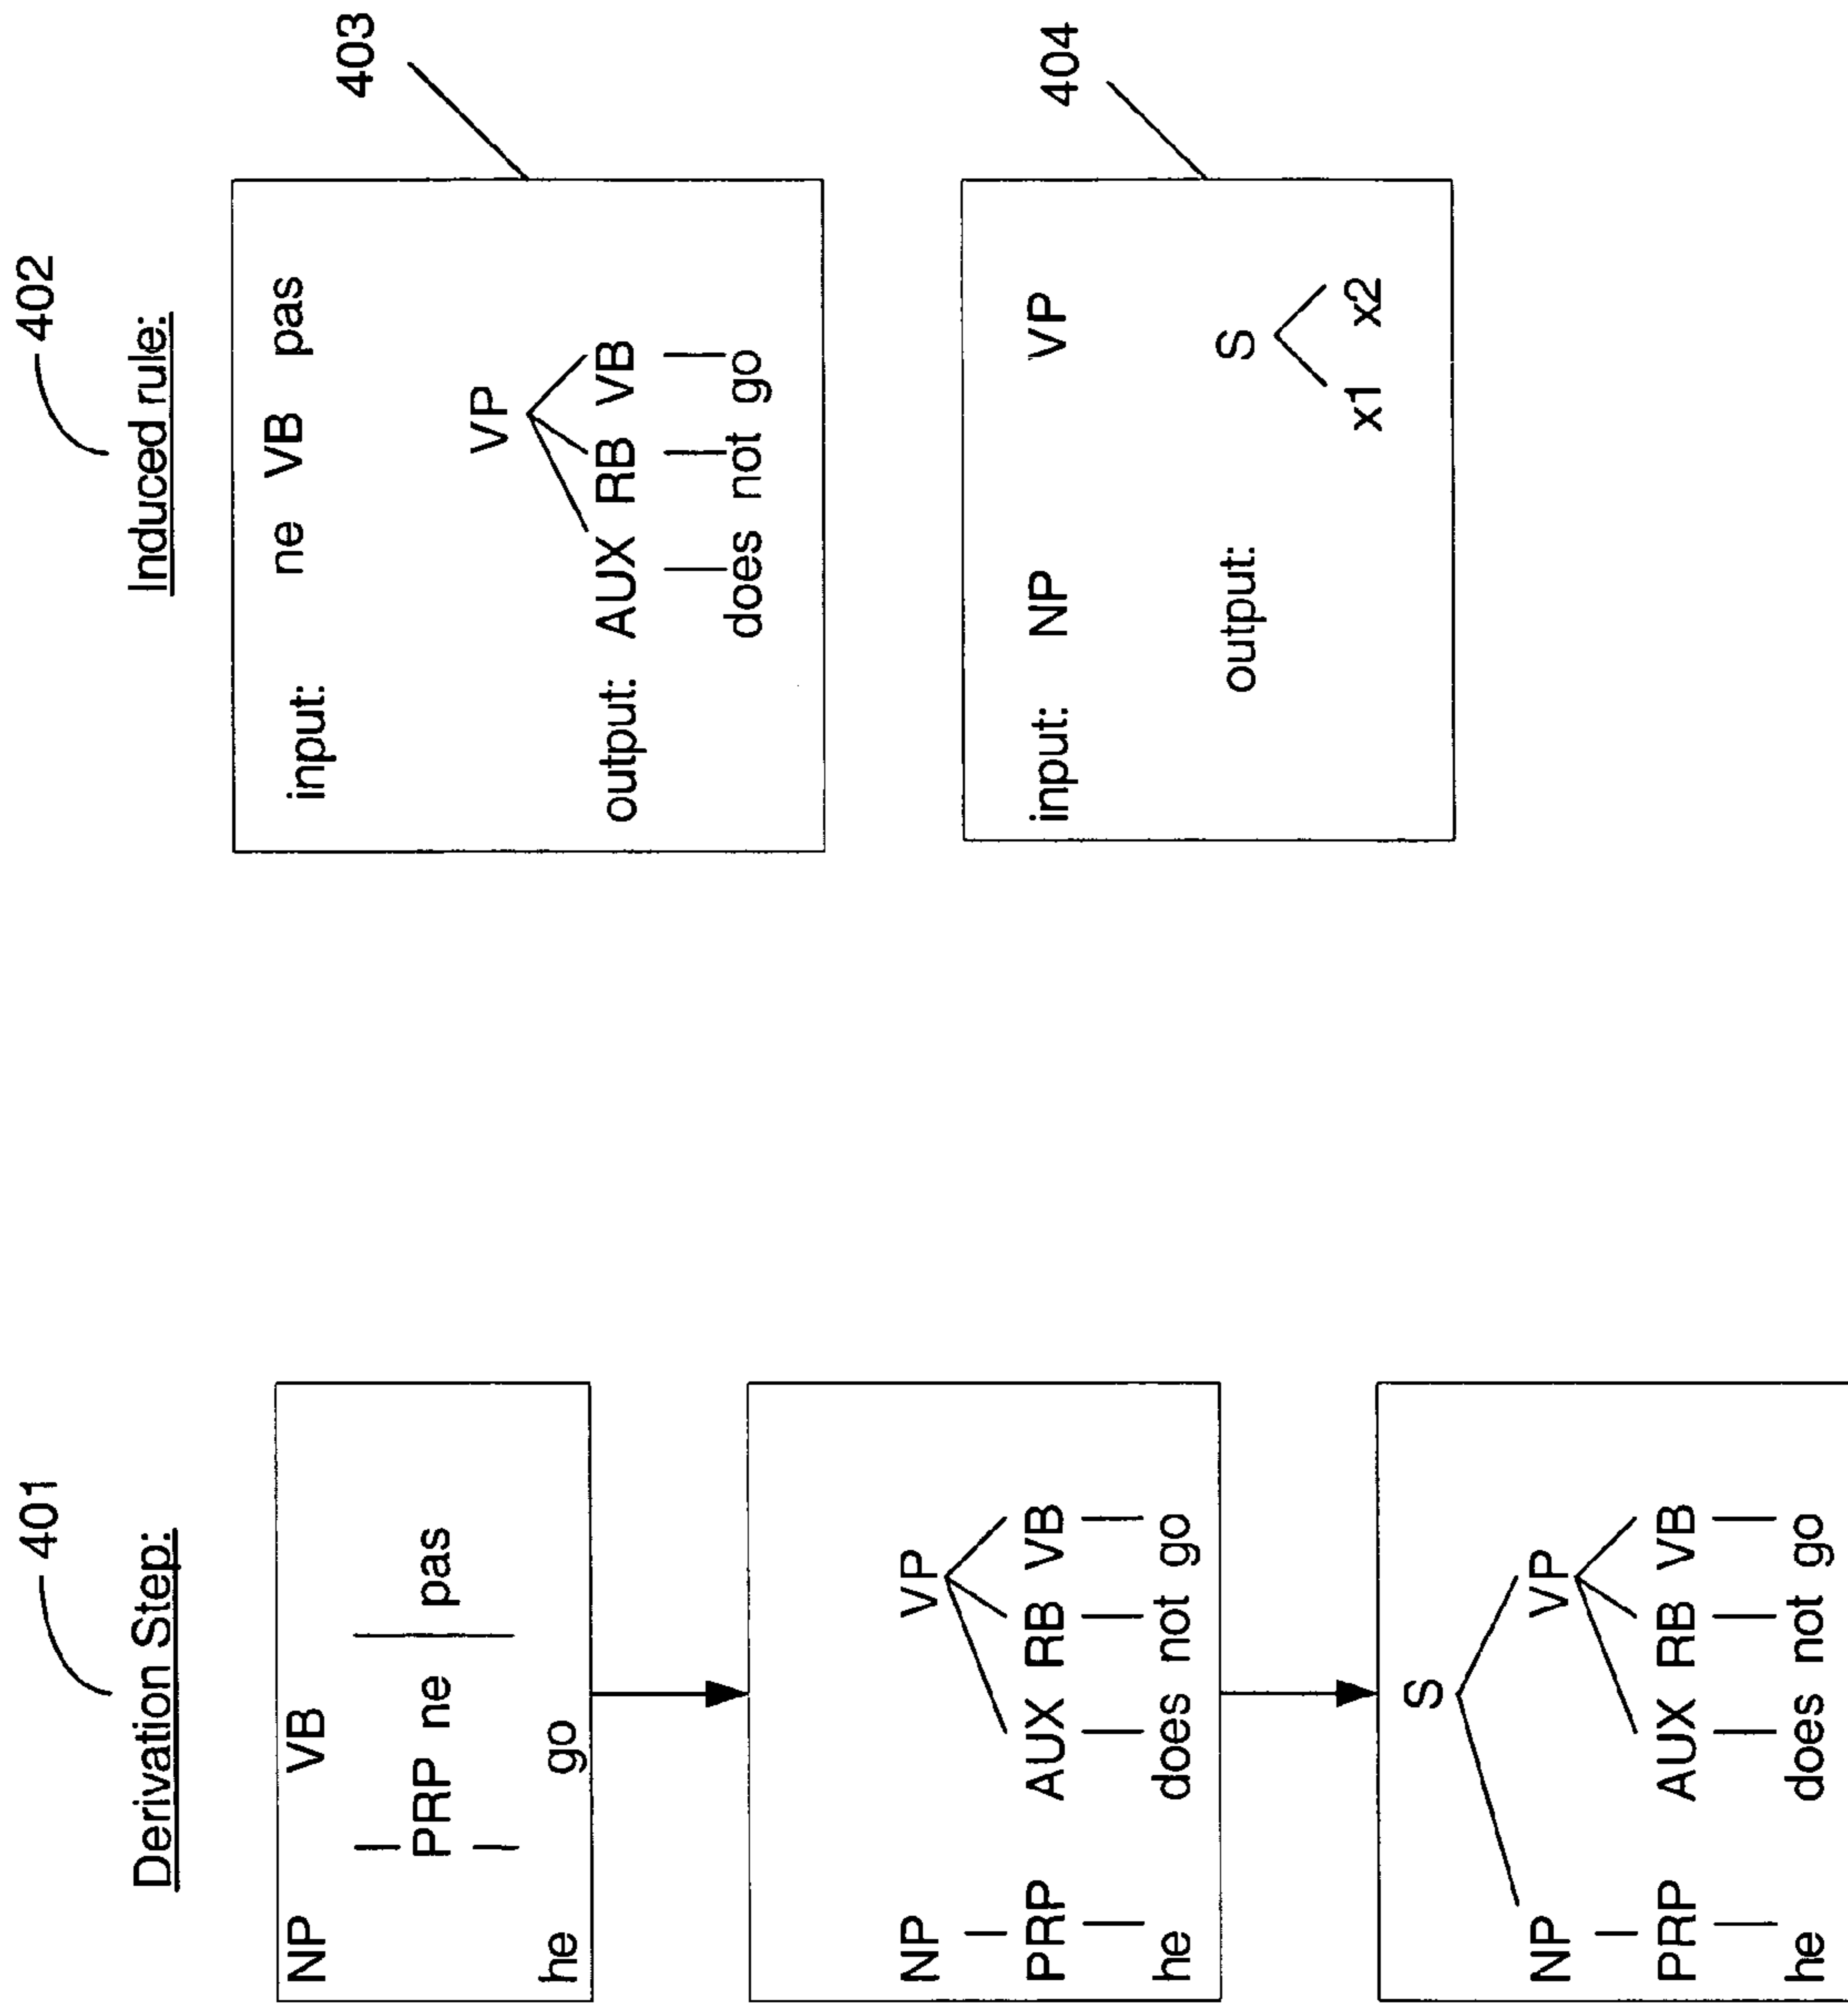 401
Derivation Step:
NP VB
PRP ne pas
he go
VP
NP
PRP AUX RB VB
he does not go
S
NP VP
PRP AUX RB VB
he does not go
402
Induced rule:
403
input: ne VB pas
VP
output: AUX RB VB
does not go
404
input: NP VP
output: S
x1 x2